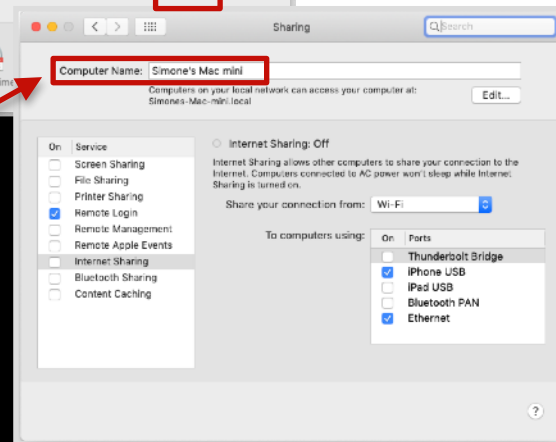 Sharing
Search
Computer Name: Simone's Mac mini
Computers on your local network can access your computer at:
Simones-Mac-mini.local
Edit...
On Service
Screen Sharing
File Sharing
Printer Sharing
Remote Login
Remote Management
Remote Apple Events
Internet Sharing
Bluetooth Sharing
Content Caching
Internet Sharing: Off
Internet Sharing allows other computers to share your connection to the
Internet. Computers connected to AC power won't sleep while Internet
Sharing is turned on.
Share your connection from: Wi-Fi
To computers using:
On Ports
Thunderbolt Bridge
iPhone USB
iPad USB
Bluetooth PAN
Ethernet
?